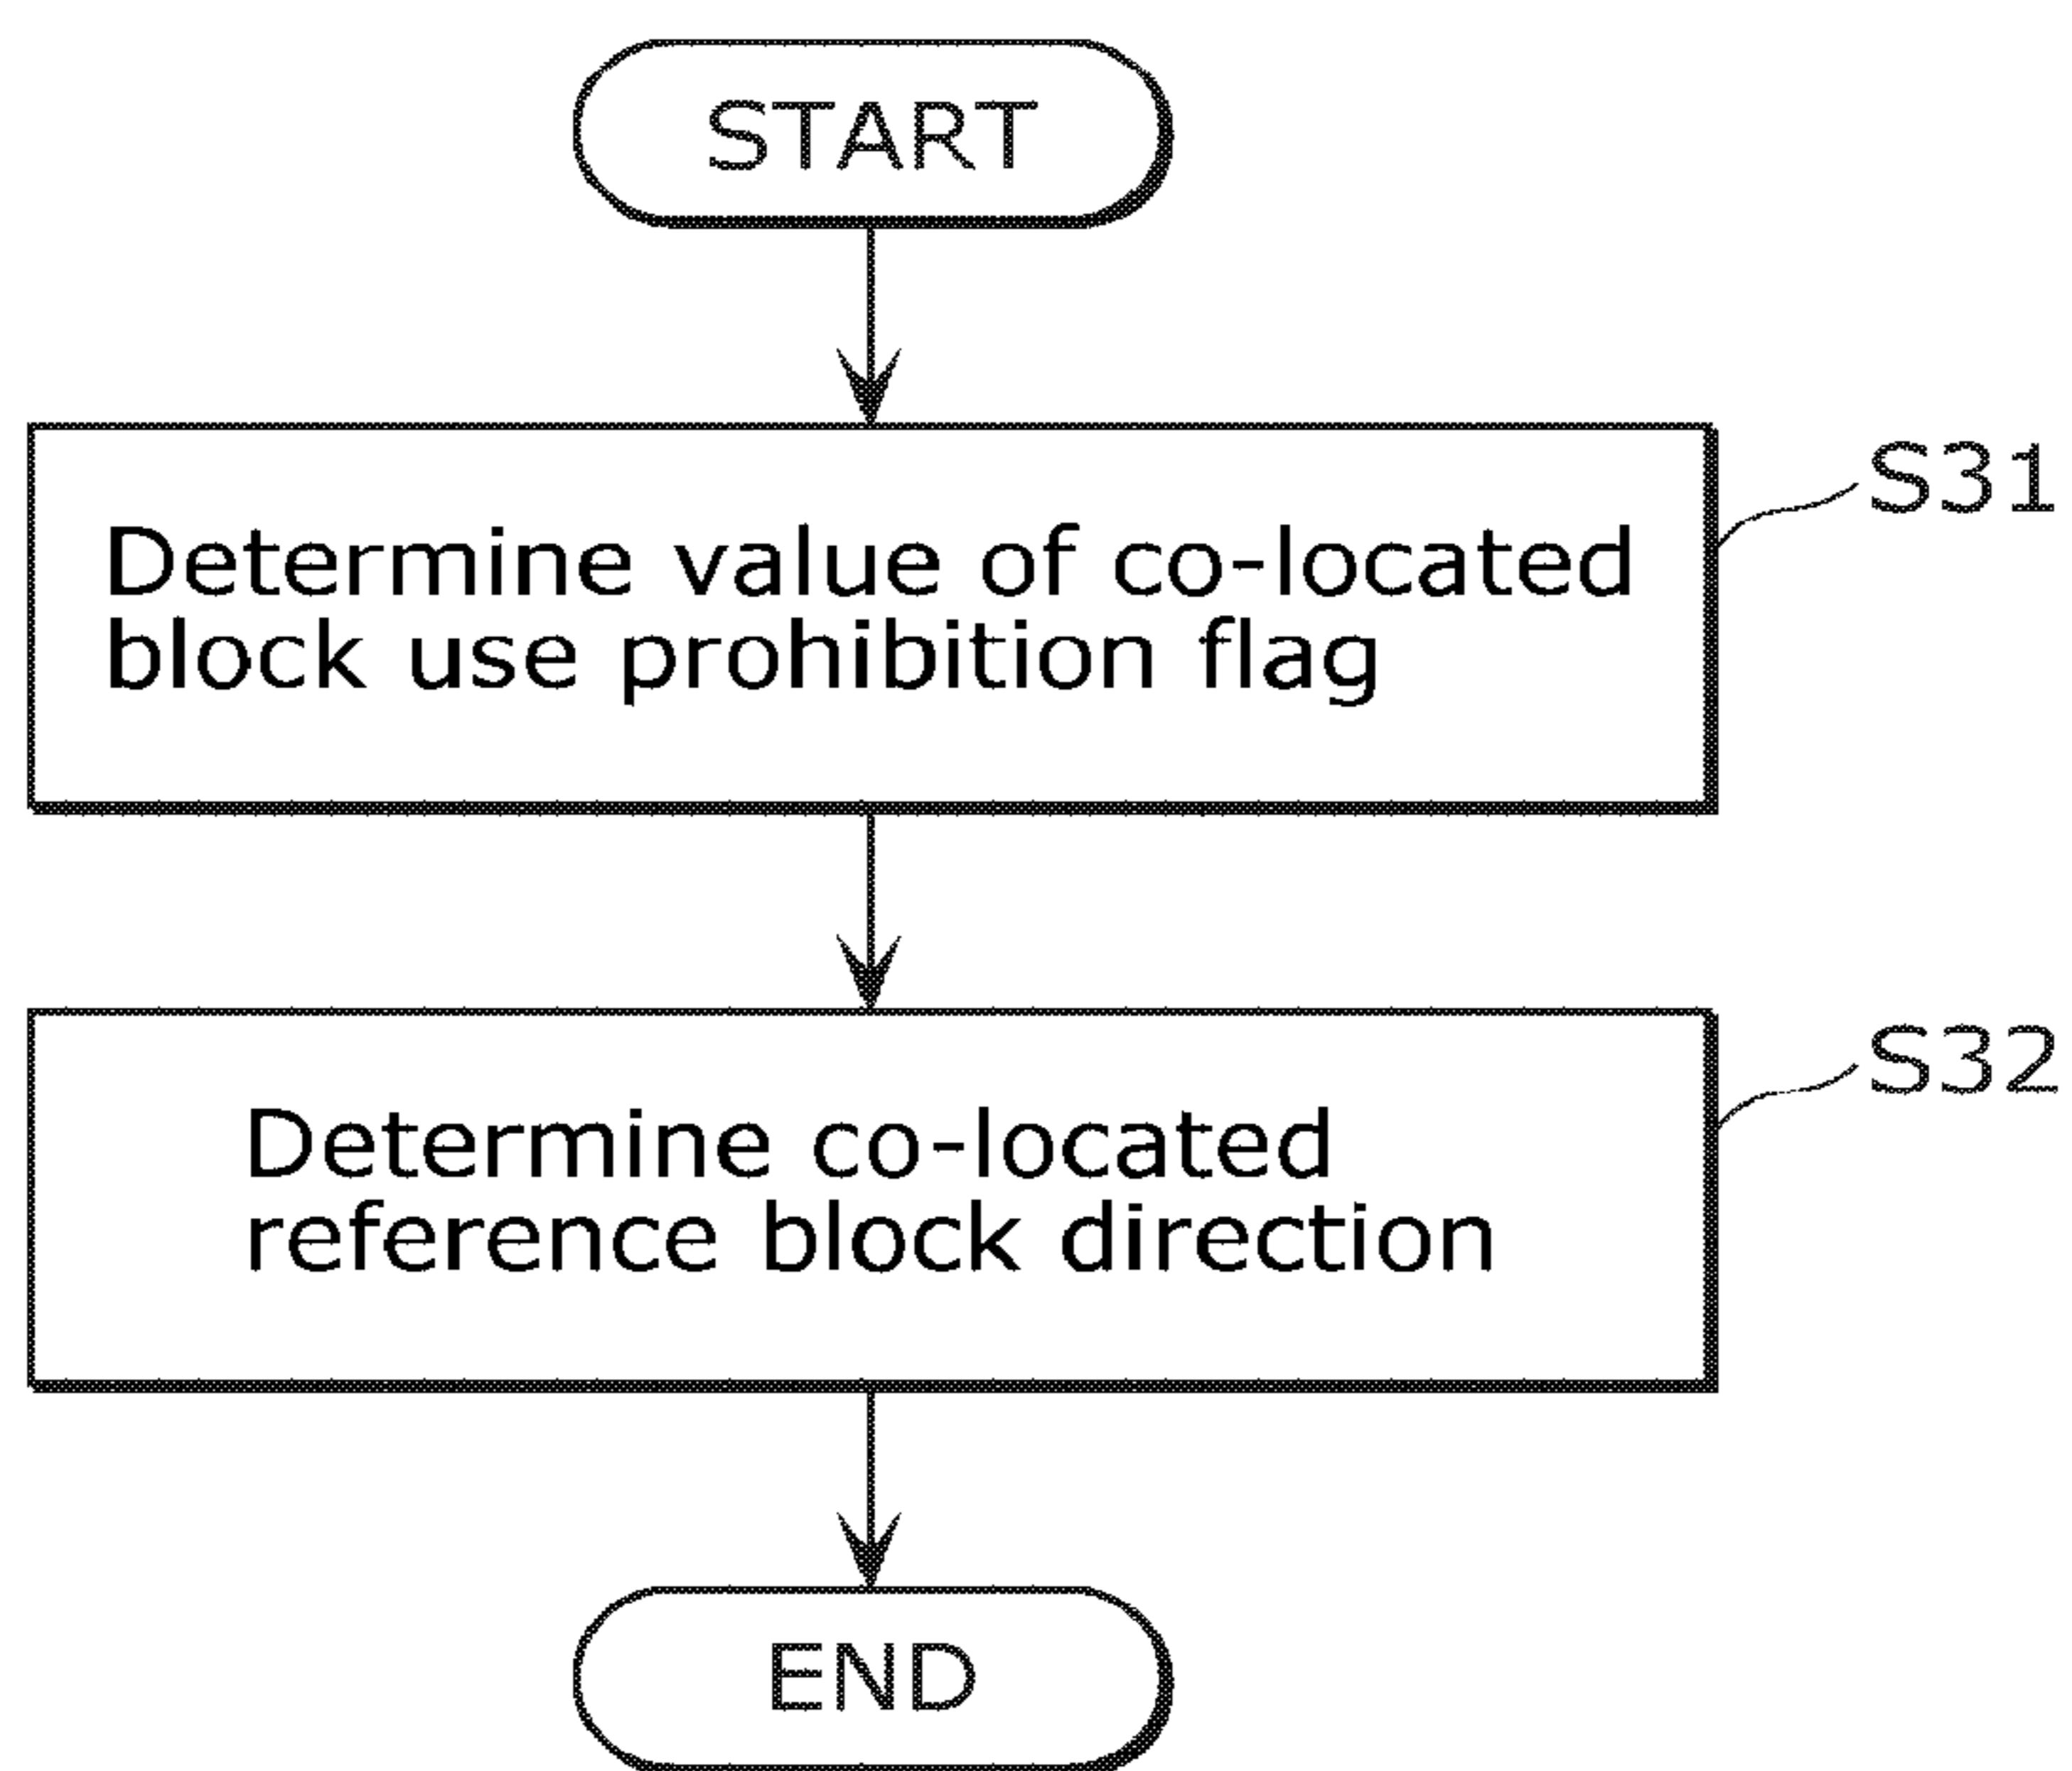 START
Determine value of co-located
block use prohibition flag
S31
Determine co-located
reference block direction
S32
END